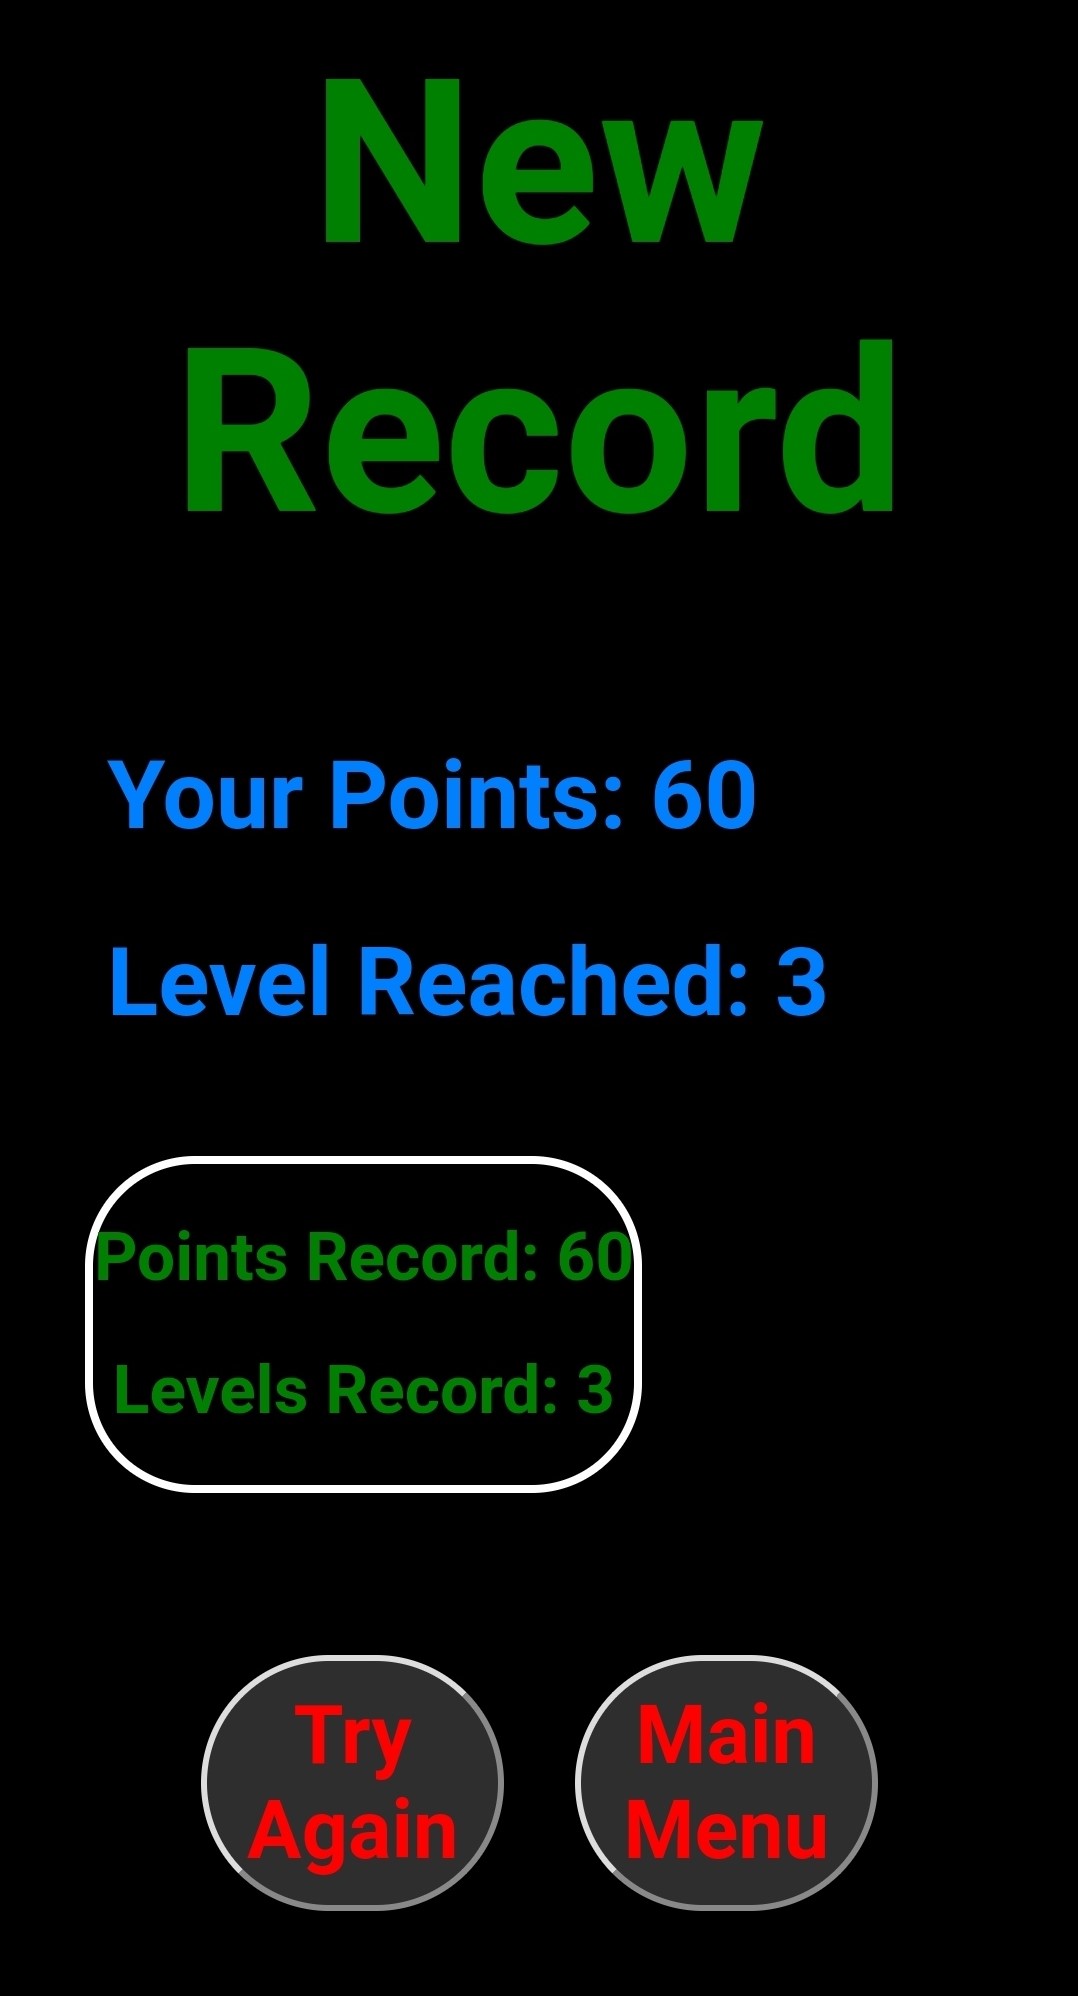 New
Record
Your Points: 60
Level Reached: 3
Points Record: 60
Levels Record: 3
Try
Again
Main
Menu